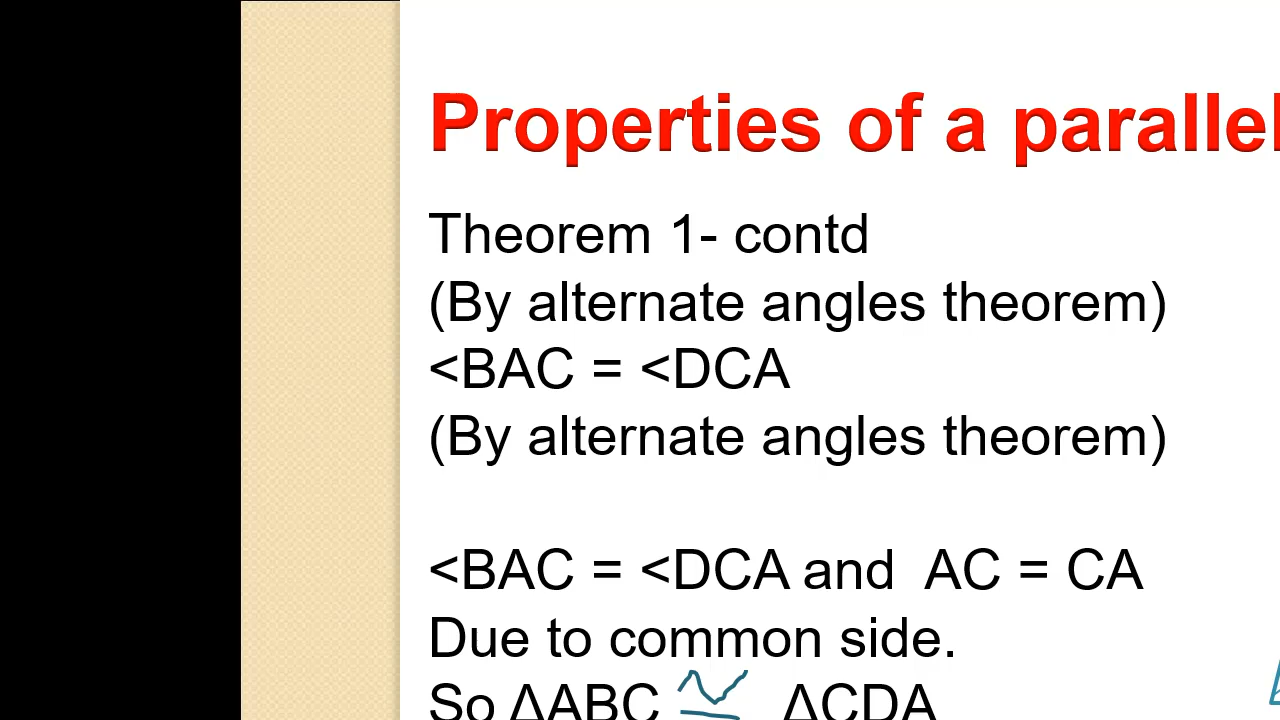 Properties of a parallel
Theorem 1- contd
(By alternate angles theorem)
<BAC = <DCA
(By alternate angles theorem)
<BAC = <DCA and AC = CA
Due to common side.
So ΔABC ≅ ΔCDA